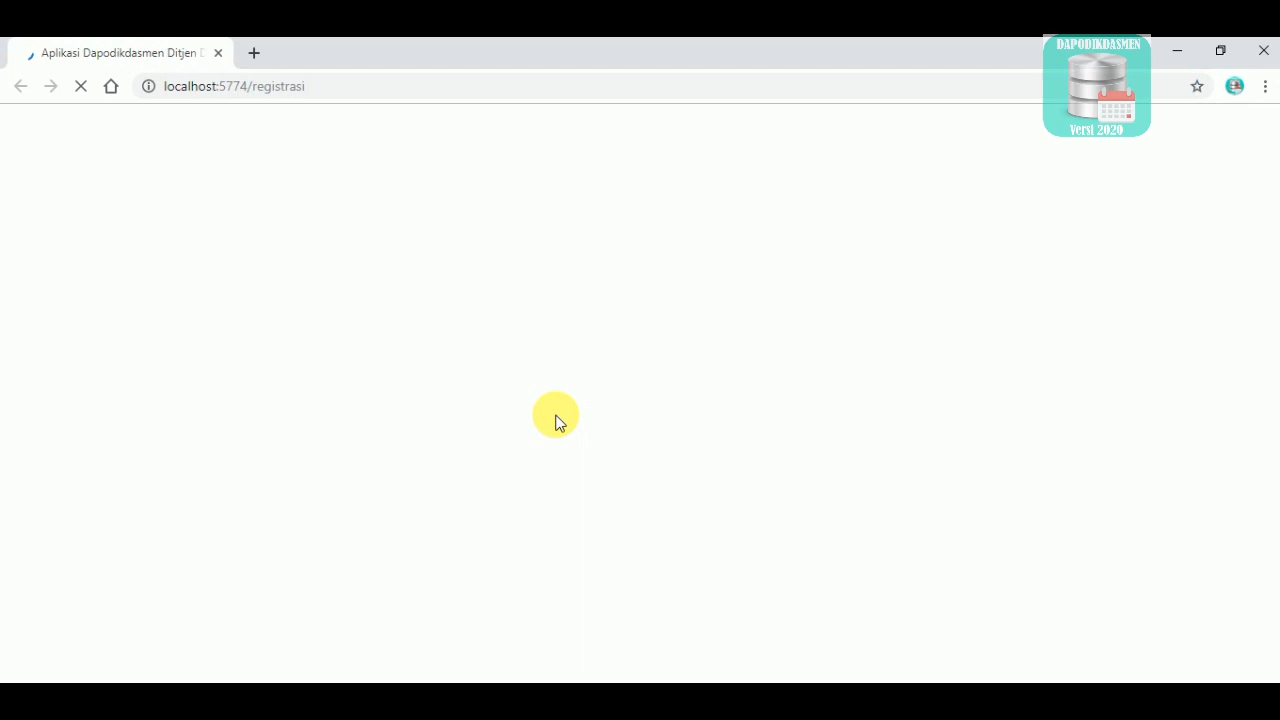 Aplikasi Dapodikdasmen Ditjen
localhost:5774/registrasi
DAPODIKDASMEN
Versi 2020